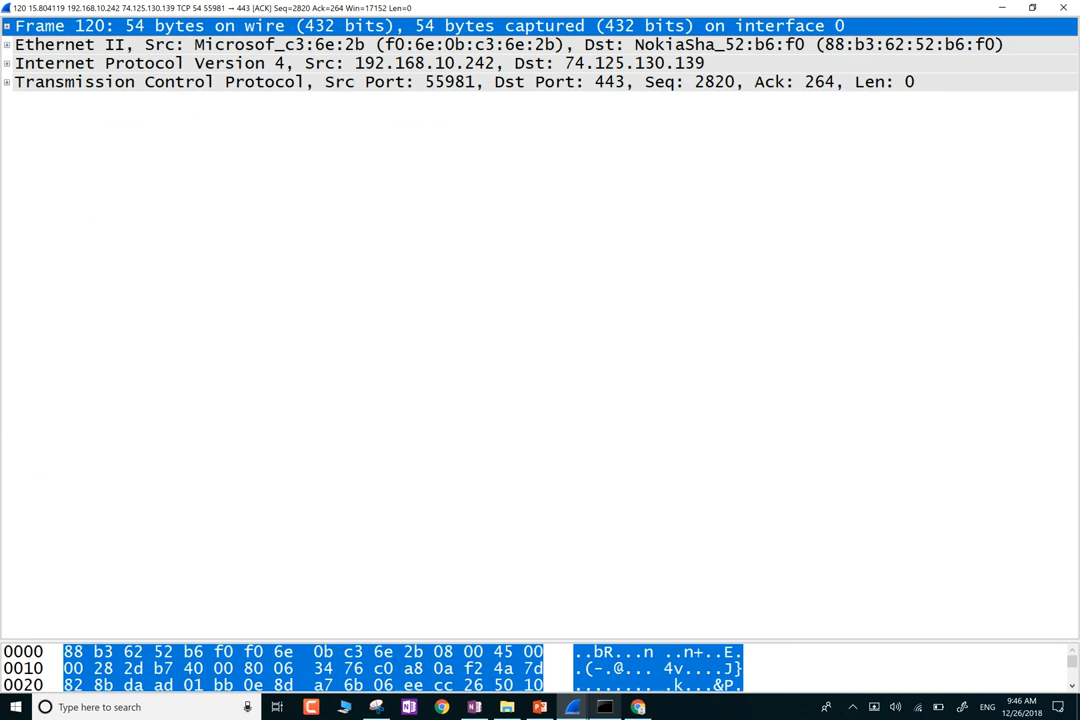 120 15.804119 192.168.10.242 74.125.130.139 TCP 54 55981 → 443 [ACK] Seq=2820 Ack=264 Win=17152 Len=0
Frame 120: 54 bytes on wire (432 bits), 54 bytes captured (432 bits) on interface 0
Ethernet II, Src: Microsof_c3:6e:2b (f0:6e:0b:c3:6e:2b), Dst: NokiaSha_52:b6:f0 (88:b3:62:52:b6:f0)
Internet Protocol Version 4, Src: 192.168.10.242, Dst: 74.125.130.139
Transmission Control Protocol, Src Port: 55981, Dst Port: 443, Seq: 2820, Ack: 264, Len: 0
0000 88 b3 62 52 b6 f0 f0 6e 0b c3 6e 2b 08 00 45 00 ..bR...n ..n+..E.
0010 00 28 2d b7 40 00 80 06 34 76 c0 a8 0a f2 4a 7d .(-.@... 4v....J}
0020 82 8b da ad 01 bb 0e 8d a7 6b 06 ee cc 26 50 10 ........ .k...&P.
Type here to search
ENG
9:46 AM
12/26/2018